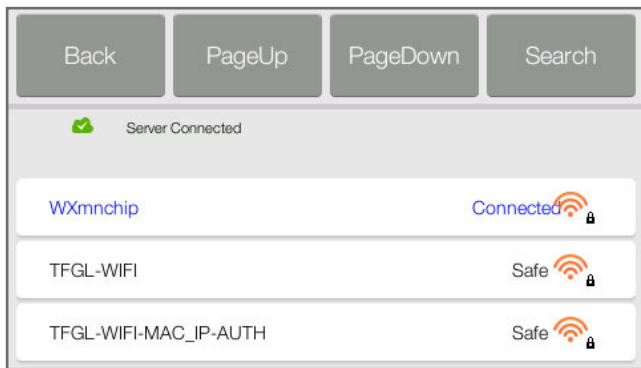 Back PageUp PageDown Search
Server Connected
WXmnchip Connected
TFGL-WIFI Safe
TFGL-WIFI-MAC_IP-AUTH Safe